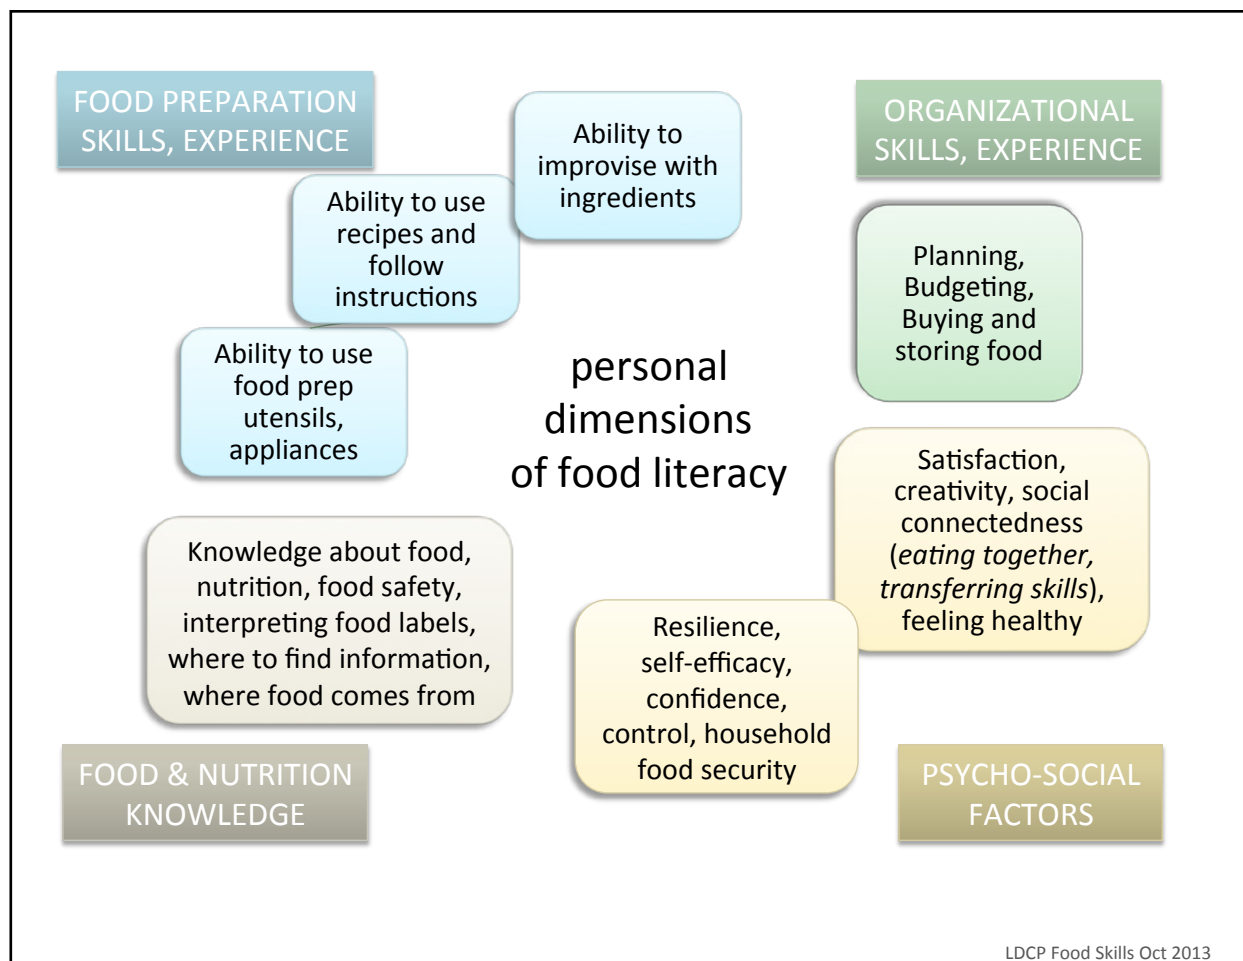 FOOD PREPARATION
SKILLS, EXPERIENCE
Ability to
improvise with
ingredients
ORGANIZATIONAL
SKILLS, EXPERIENCE
Ability to use
recipes and
follow
instructions
Planning,
Budgeting,
Buying and
storing food
Ability to use
food prep
utensils,
appliances
personal
dimensions
of food literacy
Satisfaction,
creativity, social
connectedness
(eating together,
transferring skills),
feeling healthy
Knowledge about food,
nutrition, food safety,
interpreting food labels,
where to find information,
where food comes from
Resilience,
self-efficacy,
confidence,
control, household
food security
FOOD & NUTRITION
KNOWLEDGE
PSYCHO-SOCIAL
FACTORS
LDCP Food Skills Oct 2013